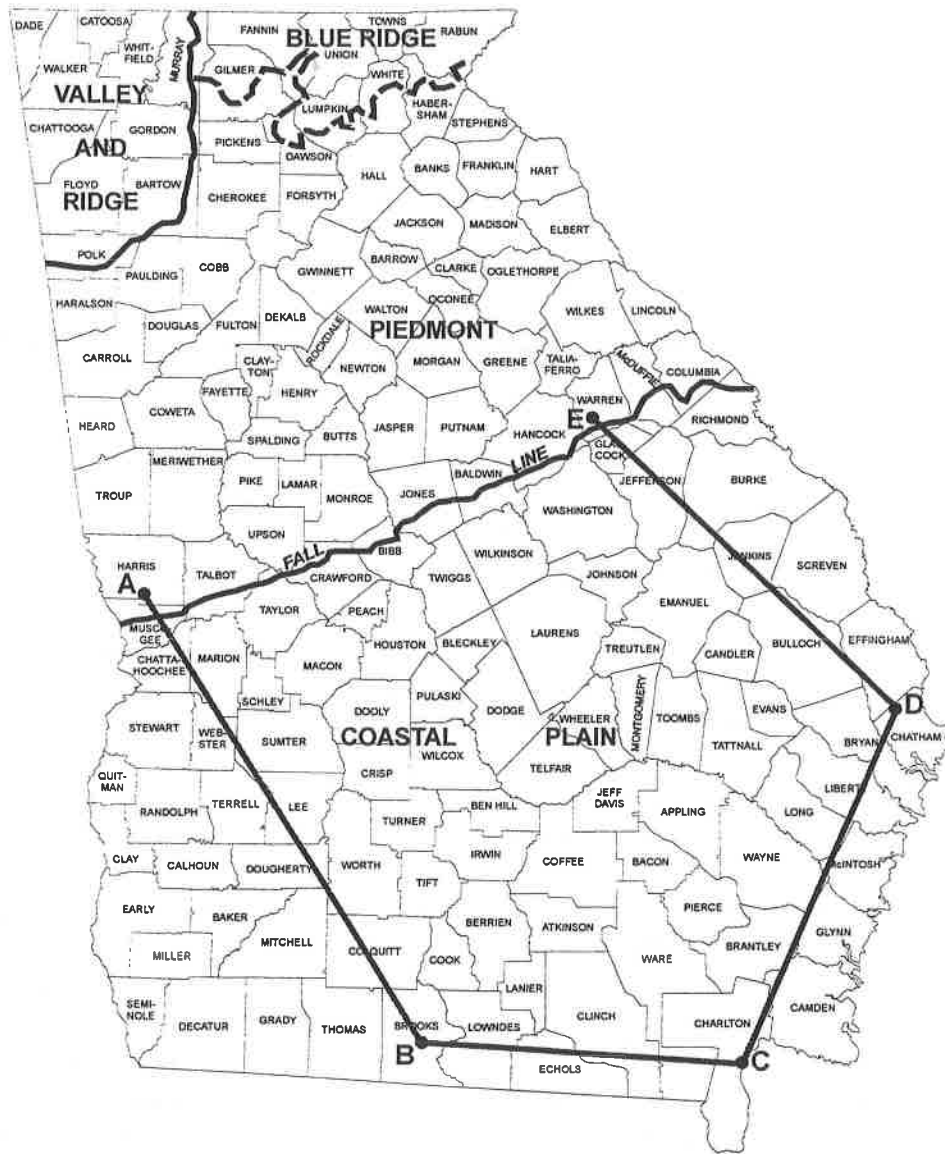 TOWNS
CATOOSA
FANNIN
RABUN
DADE
BLUE RIDGE
WHIT-
FIELD
MURRAY
UNION
WALKER
GILMER
WHITE
VALLEY
LUMPKIN
HABER-
SHAM
STEPHENS
CHATTOOGA
GORDON
PICKENS
AND
DAWSON
HALL
BANKS
FRANKLIN
HART
FLOYD
BARTOW
CHEROKEE
FORSYTH
RIDGE
JACKSON
MADISON
ELBERT
POLK
PAULDING
COBB
GWINNETT
BARROW
CLARKE
OGLETHORPE
HARALSON
OCONEE
DOUGLAS
FULTON
DEKALB
WALTON
WILKES
LINCOLN
ROCKDALE
PIEDMONT
CARROLL
CLAY-
TON
NEWTON
MORGAN
GREENE
TALIA-
FERRO
McDUFFIE
COLUMBIA
FAYETTE
HENRY
WARREN
COWETA
E
RICHMOND
HEARD
SPALDING
BUTTS
JASPER
PUTNAM
HANCOCK
GLA
COCK
MERIWETHER
LINE
PIKE
LAMAR
BALDWIN
JEFFERSON
BURKE
TROUP
MONROE
JONES
WASHINGTON
UPSON
FALL
BIBB
WILKINSON
JENKINS
HARRIS
TALBOT
SCREVEN
A
CRAWFORD
TWIGGS
JOHNSON
TAYLOR
PEACH
EMANUEL
MUSCO
GEE
HOUSTON
BLECKLEY
LAURENS
BULLOCH
EFFINGHAM
CHATTA-
HOOCHEE
MARION
MACON
TREUTLEN
CANDLER
PULASKI
SCHLEY
DOOLY
DODGE
WHEELER
MONTGOMERY
TOOMBS
EVANS
D
STEWART
WEB-
STER
SUMTER
COASTAL
PLAIN
BRYAN
CHATHAM
WILCOX
TATTNALL
CRISP
TELFAIR
QUIT-
MAN
JEFF
DAVIS
LIBERT
RANDOLPH
TERRELL
LEE
BEN HILL
APPLING
LONG
TURNER
CLAY
CALHOUN
DOUGHERTY
WORTH
IRWIN
COFFEE
BACON
WAYNE
McINTOSH
TIFT
EARLY
BAKER
BERRIEN
PIERCE
MITCHELL
ATKINSON
GLYNN
MILLER
COLQUITT
COOK
WARE
BRANTLEY
LANIER
SEMI-
NOLE
CLINCH
CAMDEN
DECATUR
GRADY
THOMAS
BROOKS
LOWNDES
CHARLTON
B
ECHOLS
C